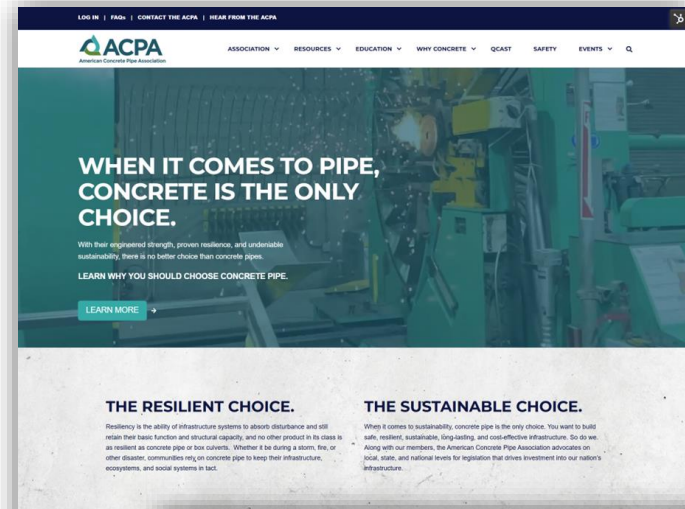 LOG IN | FAQs | CONTACT THE ACPA | HEAR FROM THE ACPA
ACPA
American Concrete Pipe Association
ASSOCIATION RESOURCES EDUCATION WHY CONCRETE QCAST SAFETY EVENTS
WHEN IT COMES TO PIPE,
CONCRETE IS THE ONLY
CHOICE.
With their engineered strength, proven resilience, and undeniable
sustainability, there is no better choice than concrete pipes.
LEARN WHY YOU SHOULD CHOOSE CONCRETE PIPE.
LEARN MORE
THE RESILIENT CHOICE.
Resiliency is the ability of infrastructure systems to absorb disturbance and still
retain their basic function and structural capacity, and no other product in its class is
as resilient as concrete pipe or box culverts. Whether it be during a storm, fire, or
other disaster, communities rely on concrete pipe to keep their infrastructure,
ecosystems, and social systems in tact.
THE SUSTAINABLE CHOICE.
When it comes to sustainability, concrete pipe is the only choice. You want to build
safe, resilient, sustainable, long-lasting, and cost-effective infrastructure. So do we.
Along with our members, the American Concrete Pipe Association advocates on
local, state, and national levels for legislation that drives investment into our nation's
infrastructure.